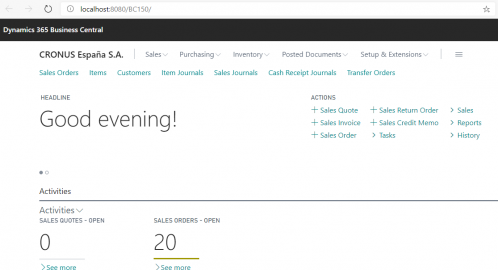 localhost:8080/BC150/
Dynamics 365 Business Central
CRONUS España S.A. Sales Purchasing Inventory Posted Documents Setup & Extensions
Sales Orders Items Customers Item Journals Sales Journals Cash Receipt Journals Transfer Orders
HEADLINE
Good evening!
ACTIONS
+ Sales Quote + Sales Return Order > Sales
+ Sales Invoice + Sales Credit Memo > Reports
+ Sales Order > Tasks > History
Activities
Activities
SALES QUOTES - OPEN SALES ORDERS - OPEN
0 20
> See more > See more